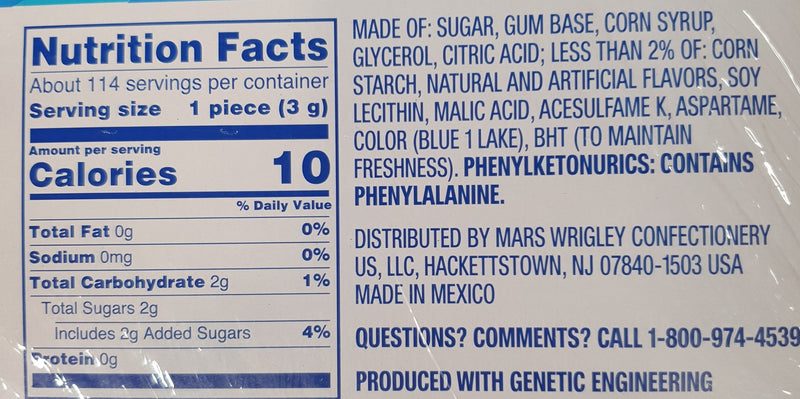 Nutrition Facts
About 114 servings per container
Serving size 1 piece (3 g)
Amount per serving
Calories 10
% Daily Value
Total Fat 0g 0%
Sodium 0mg 0%
Total Carbohydrate 2g 1%
Total Sugars 2g
Includes 2g Added Sugars 4%
Protein 0g
MADE OF: SUGAR, GUM BASE, CORN SYRUP,
GLYCEROL, CITRIC ACID; LESS THAN 2% OF: CORN
STARCH, NATURAL AND ARTIFICIAL FLAVORS, SOY
LECITHIN, MALIC ACID, ACESULFAME K, ASPARTAME,
COLOR (BLUE 1 LAKE), BHT (TO MAINTAIN
FRESHNESS). PHENYLKETONURICS: CONTAINS
PHENYLALANINE.
DISTRIBUTED BY MARS WRIGLEY CONFECTIONERY
US, LLC, HACKETTSTOWN, NJ 07840-1503 USA
MADE IN MEXICO
QUESTIONS? COMMENTS? CALL 1-800-974-4539
PRODUCED WITH GENETIC ENGINEERING